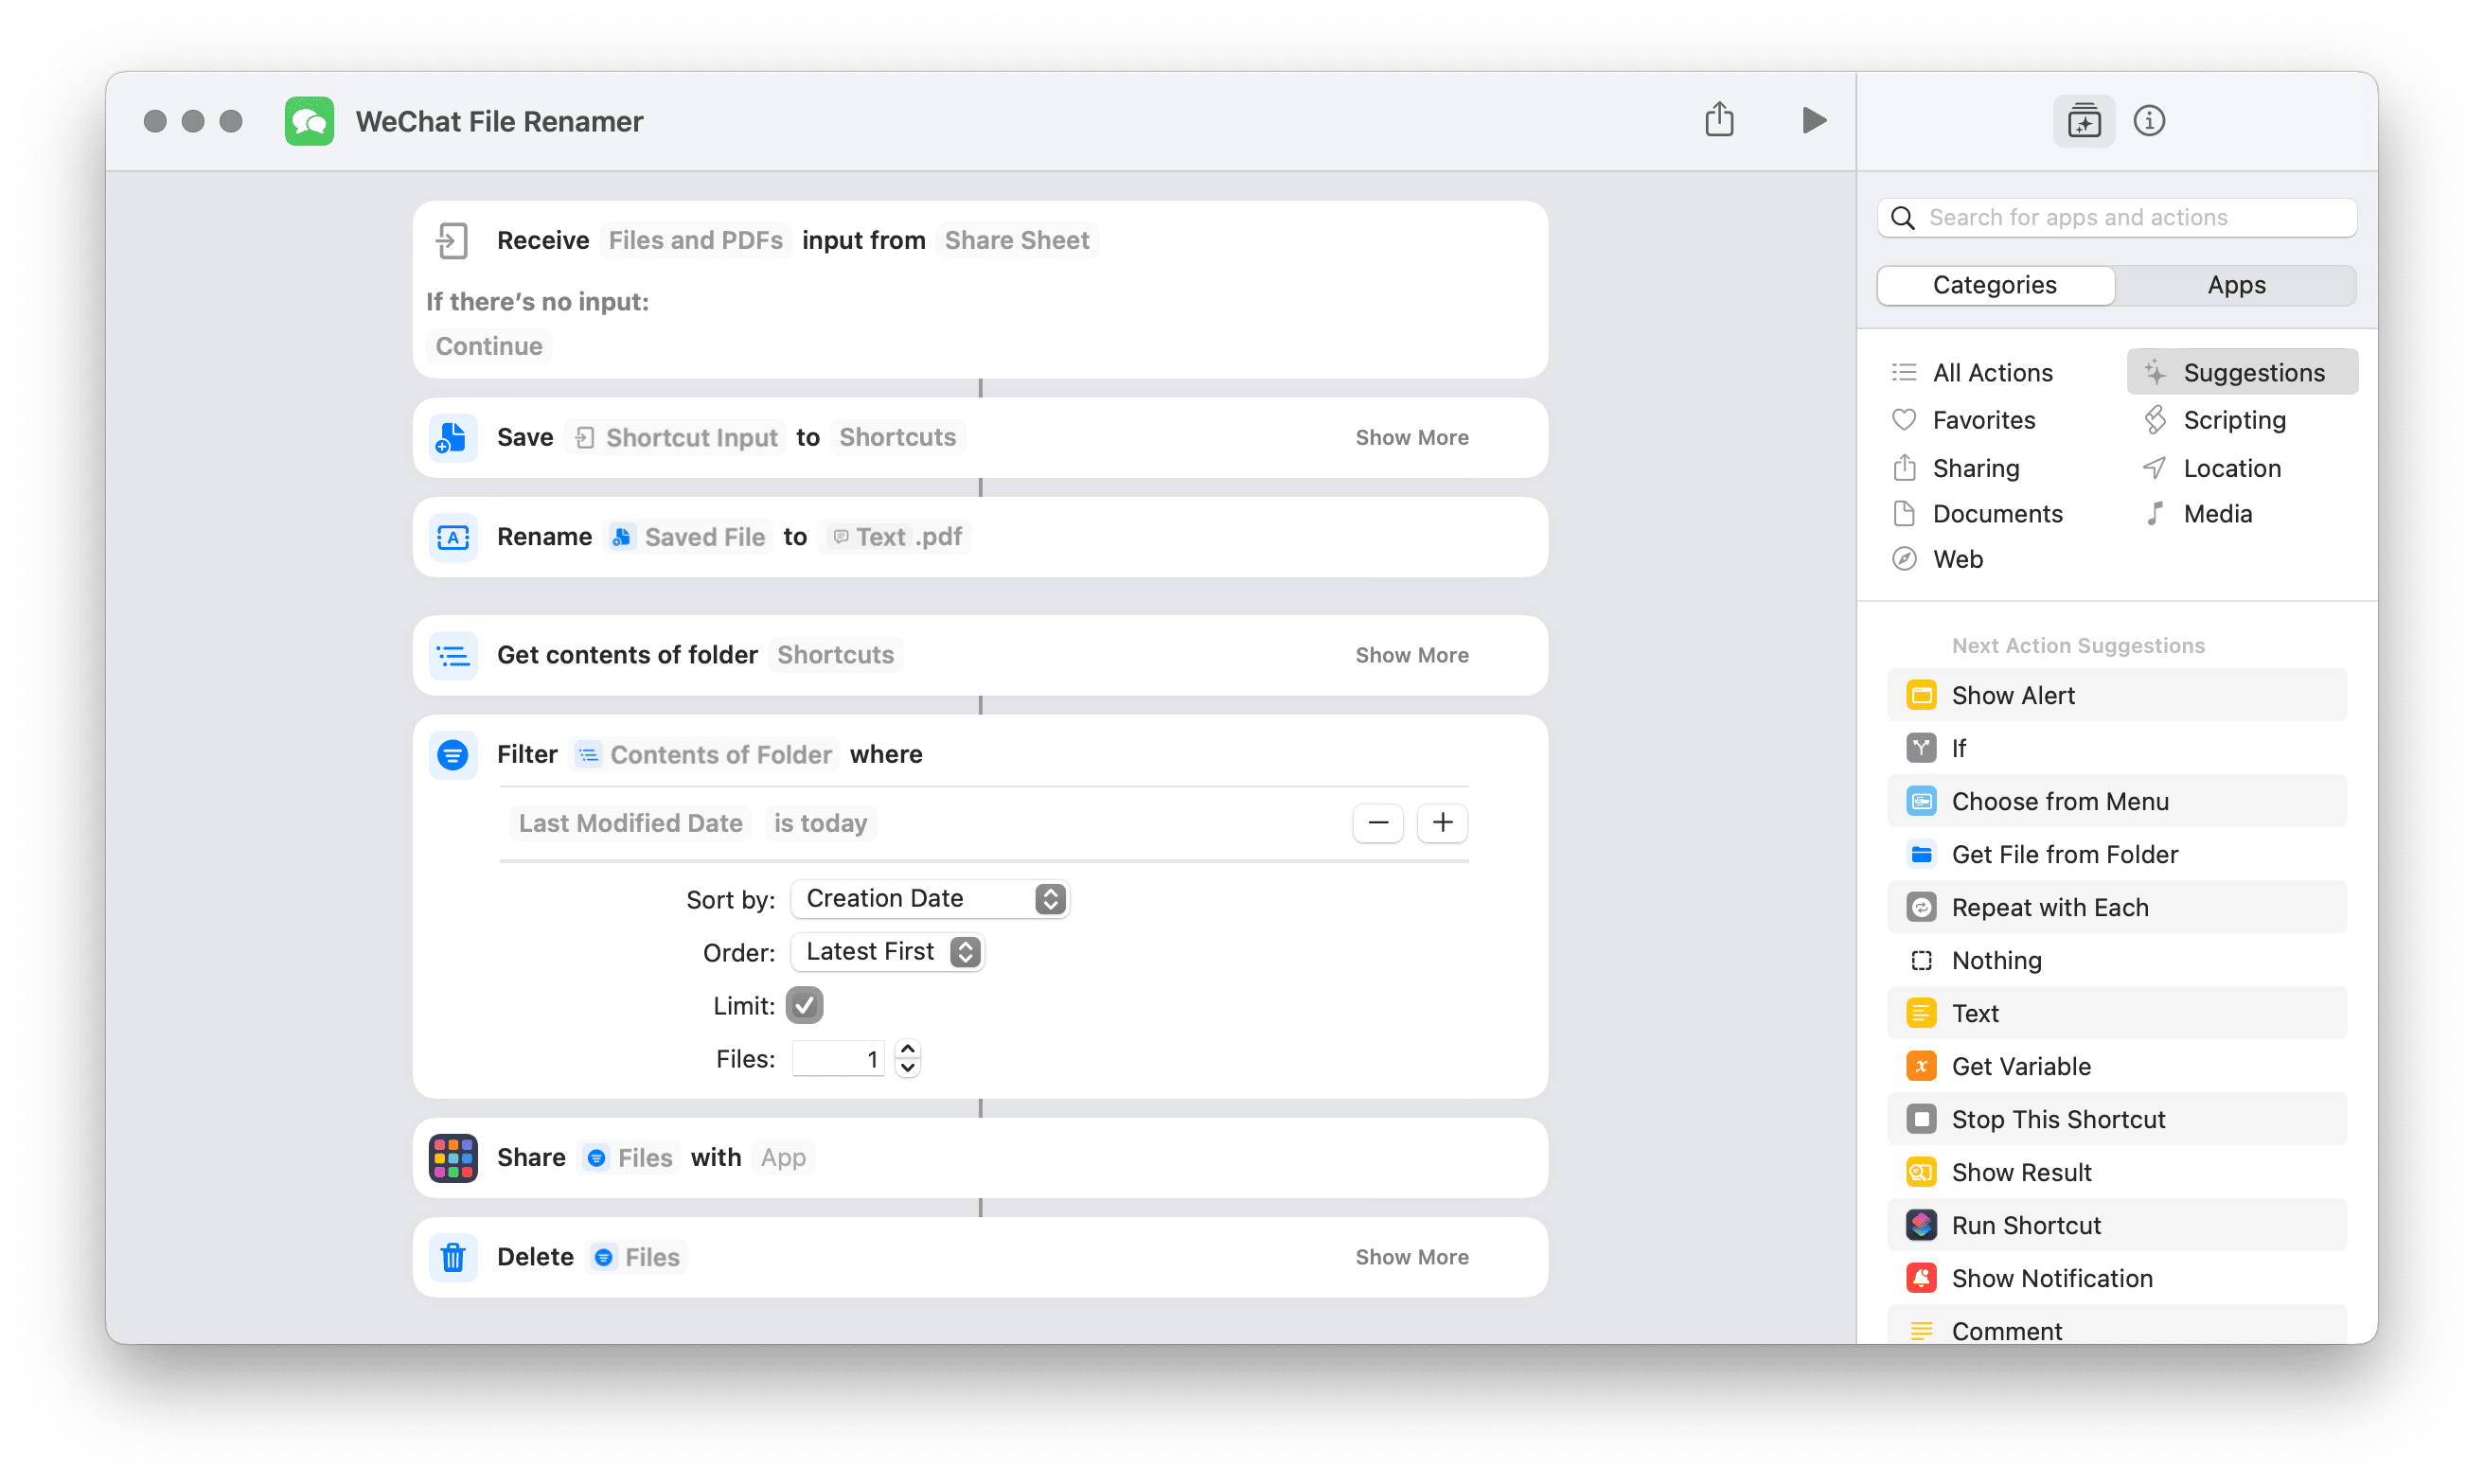 WeChat File Renamer
Receive Files and PDFs input from Share Sheet
If there’s no input:
Continue
Save Shortcut Input to Shortcuts Show More
Rename Saved File to Text .pdf
Get contents of folder Shortcuts Show More
Filter Contents of Folder where
Last Modified Date is today
Sort by: Creation Date
Order: Latest First
Limit:
Files: 1
Share Files with App
Delete Files Show More
Search for apps and actions
Categories Apps
All Actions Suggestions
Favorites Scripting
Sharing Location
Documents Media
Web
Next Action Suggestions
Show Alert
If
Choose from Menu
Get File from Folder
Repeat with Each
Nothing
Text
Get Variable
Stop This Shortcut
Show Result
Run Shortcut
Show Notification
Comment